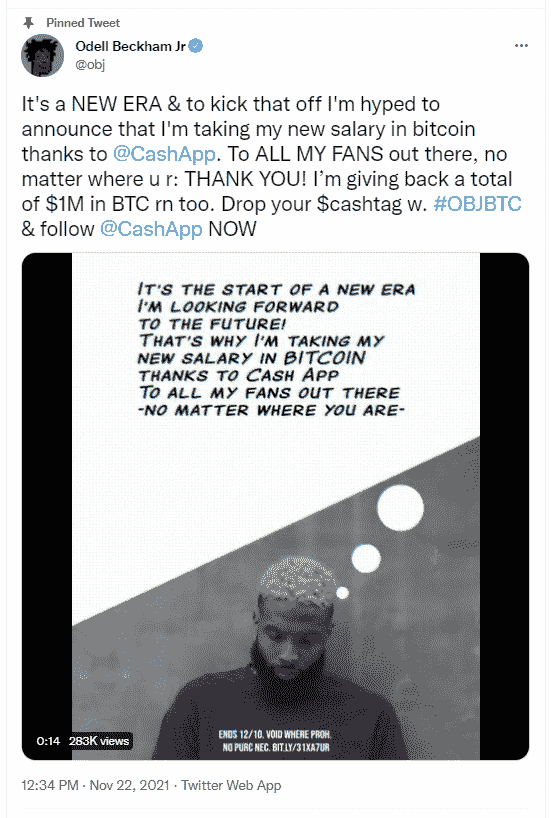 Pinned Tweet
Odell Beckham Jr
@obj
It's a NEW ERA & to kick that off I'm hyped to
announce that I'm taking my new salary in bitcoin
thanks to @CashApp. To ALL MY FANS out there, no
matter where u r: THANK YOU! I’m giving back a total
of $1M in BTC rn too. Drop your $cashtag w. #OBJBTC
& follow @CashApp NOW
IT'S THE START OF A NEW ERA
I'M LOOKING FORWARD
TO THE FUTURE!
THAT'S WHY I'M TAKING MY
NEW SALARY IN BITCOIN
THANKS TO CASH APP
TO ALL MY FANS OUT THERE
-NO MATTER WHERE YOU ARE-
ENDS 12/10. VOID WHERE PROH.
NO PURC NEC. BIT.LY/31XA7UR
0:14 283K views
12:34 PM · Nov 22, 2021 · Twitter Web App